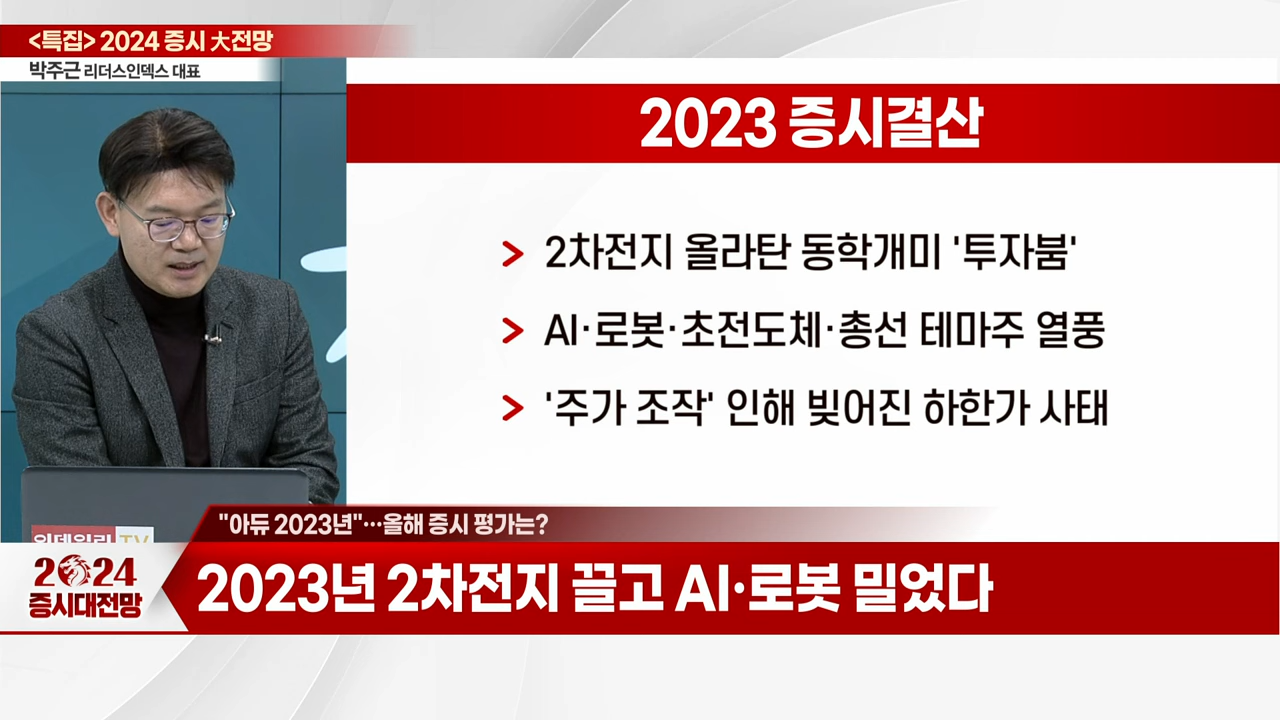 <특집> 2024 증시 大전망
박주근 리더스인덱스 대표
2023 증시결산
> 2차전지 올라탄 동학개미 '투자붐'
> AI·로봇·초전도체·총선 테마주 열풍
> '주가 조작' 인해 빚어진 하한가 사태
이데일리 TV
"아듀 2023년"…올해 증시 평가는?
2024
증시대전망
2023년 2차전지 끌고 AI·로봇 밀었다